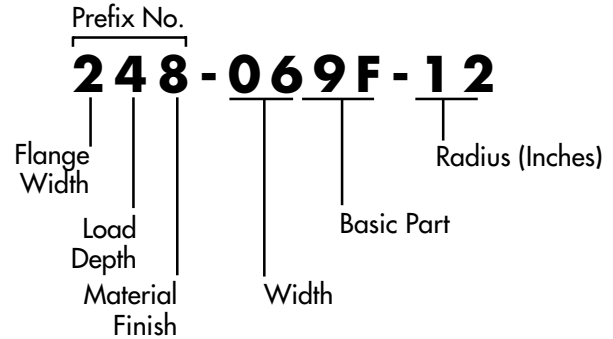 Prefix No.
248-069F-12
Flange
Width
Radius (Inches)
Load
Depth
Basic Part
Material
Finish
Width